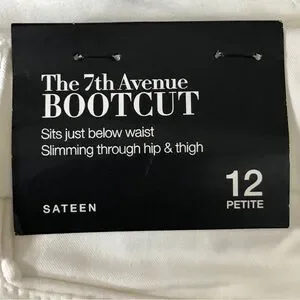 The 7th Avenue
BOOTCUT
Sits just below waist
Slimming through hip & thigh
12
PETITE
SATEEN